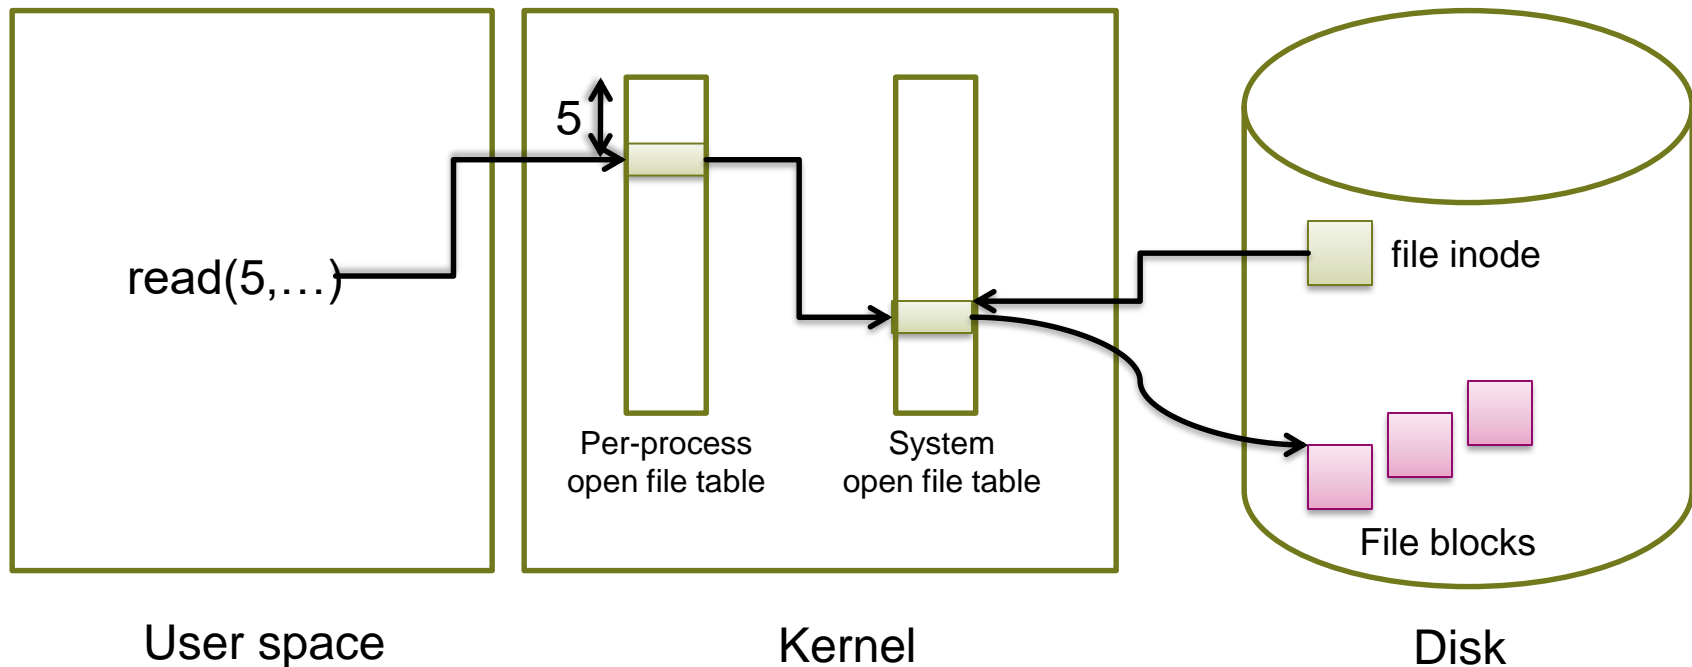 read(5,…)
User space
5
Per-process
open file table
System
open file table
Kernel
file inode
File blocks
Disk